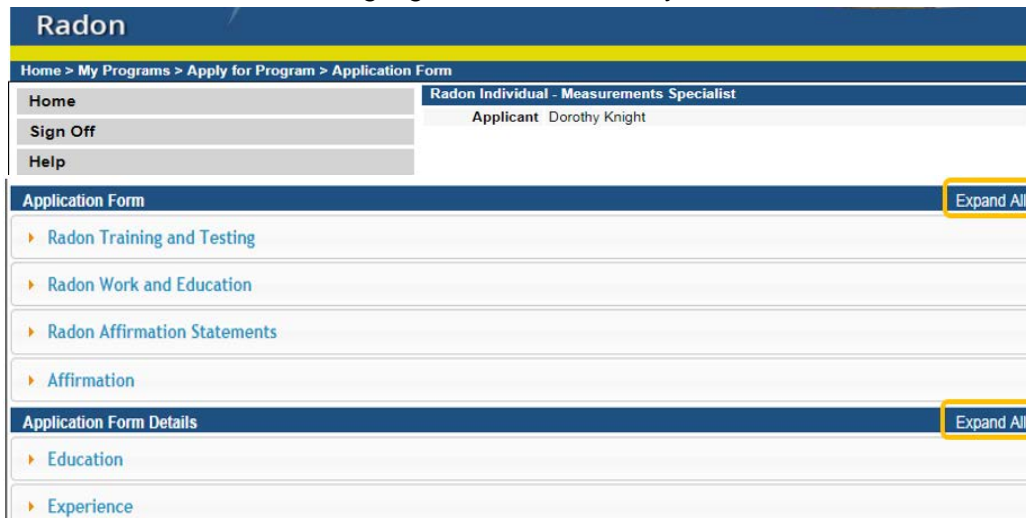 Radon
Home > My Programs > Apply for Program > Application Form
Home
Sign Off
Help
Radon Individual - Measurements Specialist
Applicant Dorothy Knight
Application Form Expand All
Radon Training and Testing
Radon Work and Education
Radon Affirmation Statements
Affirmation
Application Form Details Expand All
Education
Experience